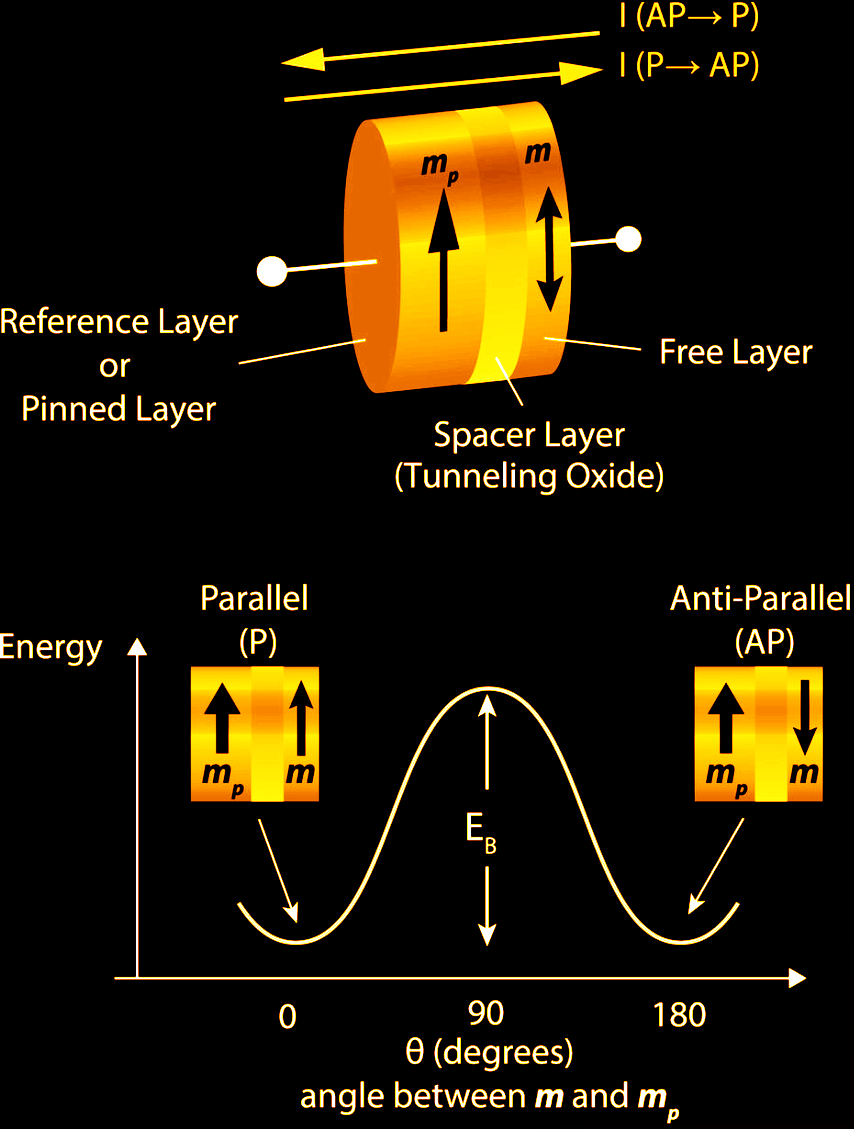 I (AP→ P)
I (P→ AP)
m_p
m
Reference Layer
or
Pinned Layer
Free Layer
Spacer Layer
(Tunneling Oxide)
Parallel
(P)
Anti-Parallel
(AP)
Energy
m_p
m
m_p
m
E_B
0
90
180
θ (degrees)
angle between m and m_p